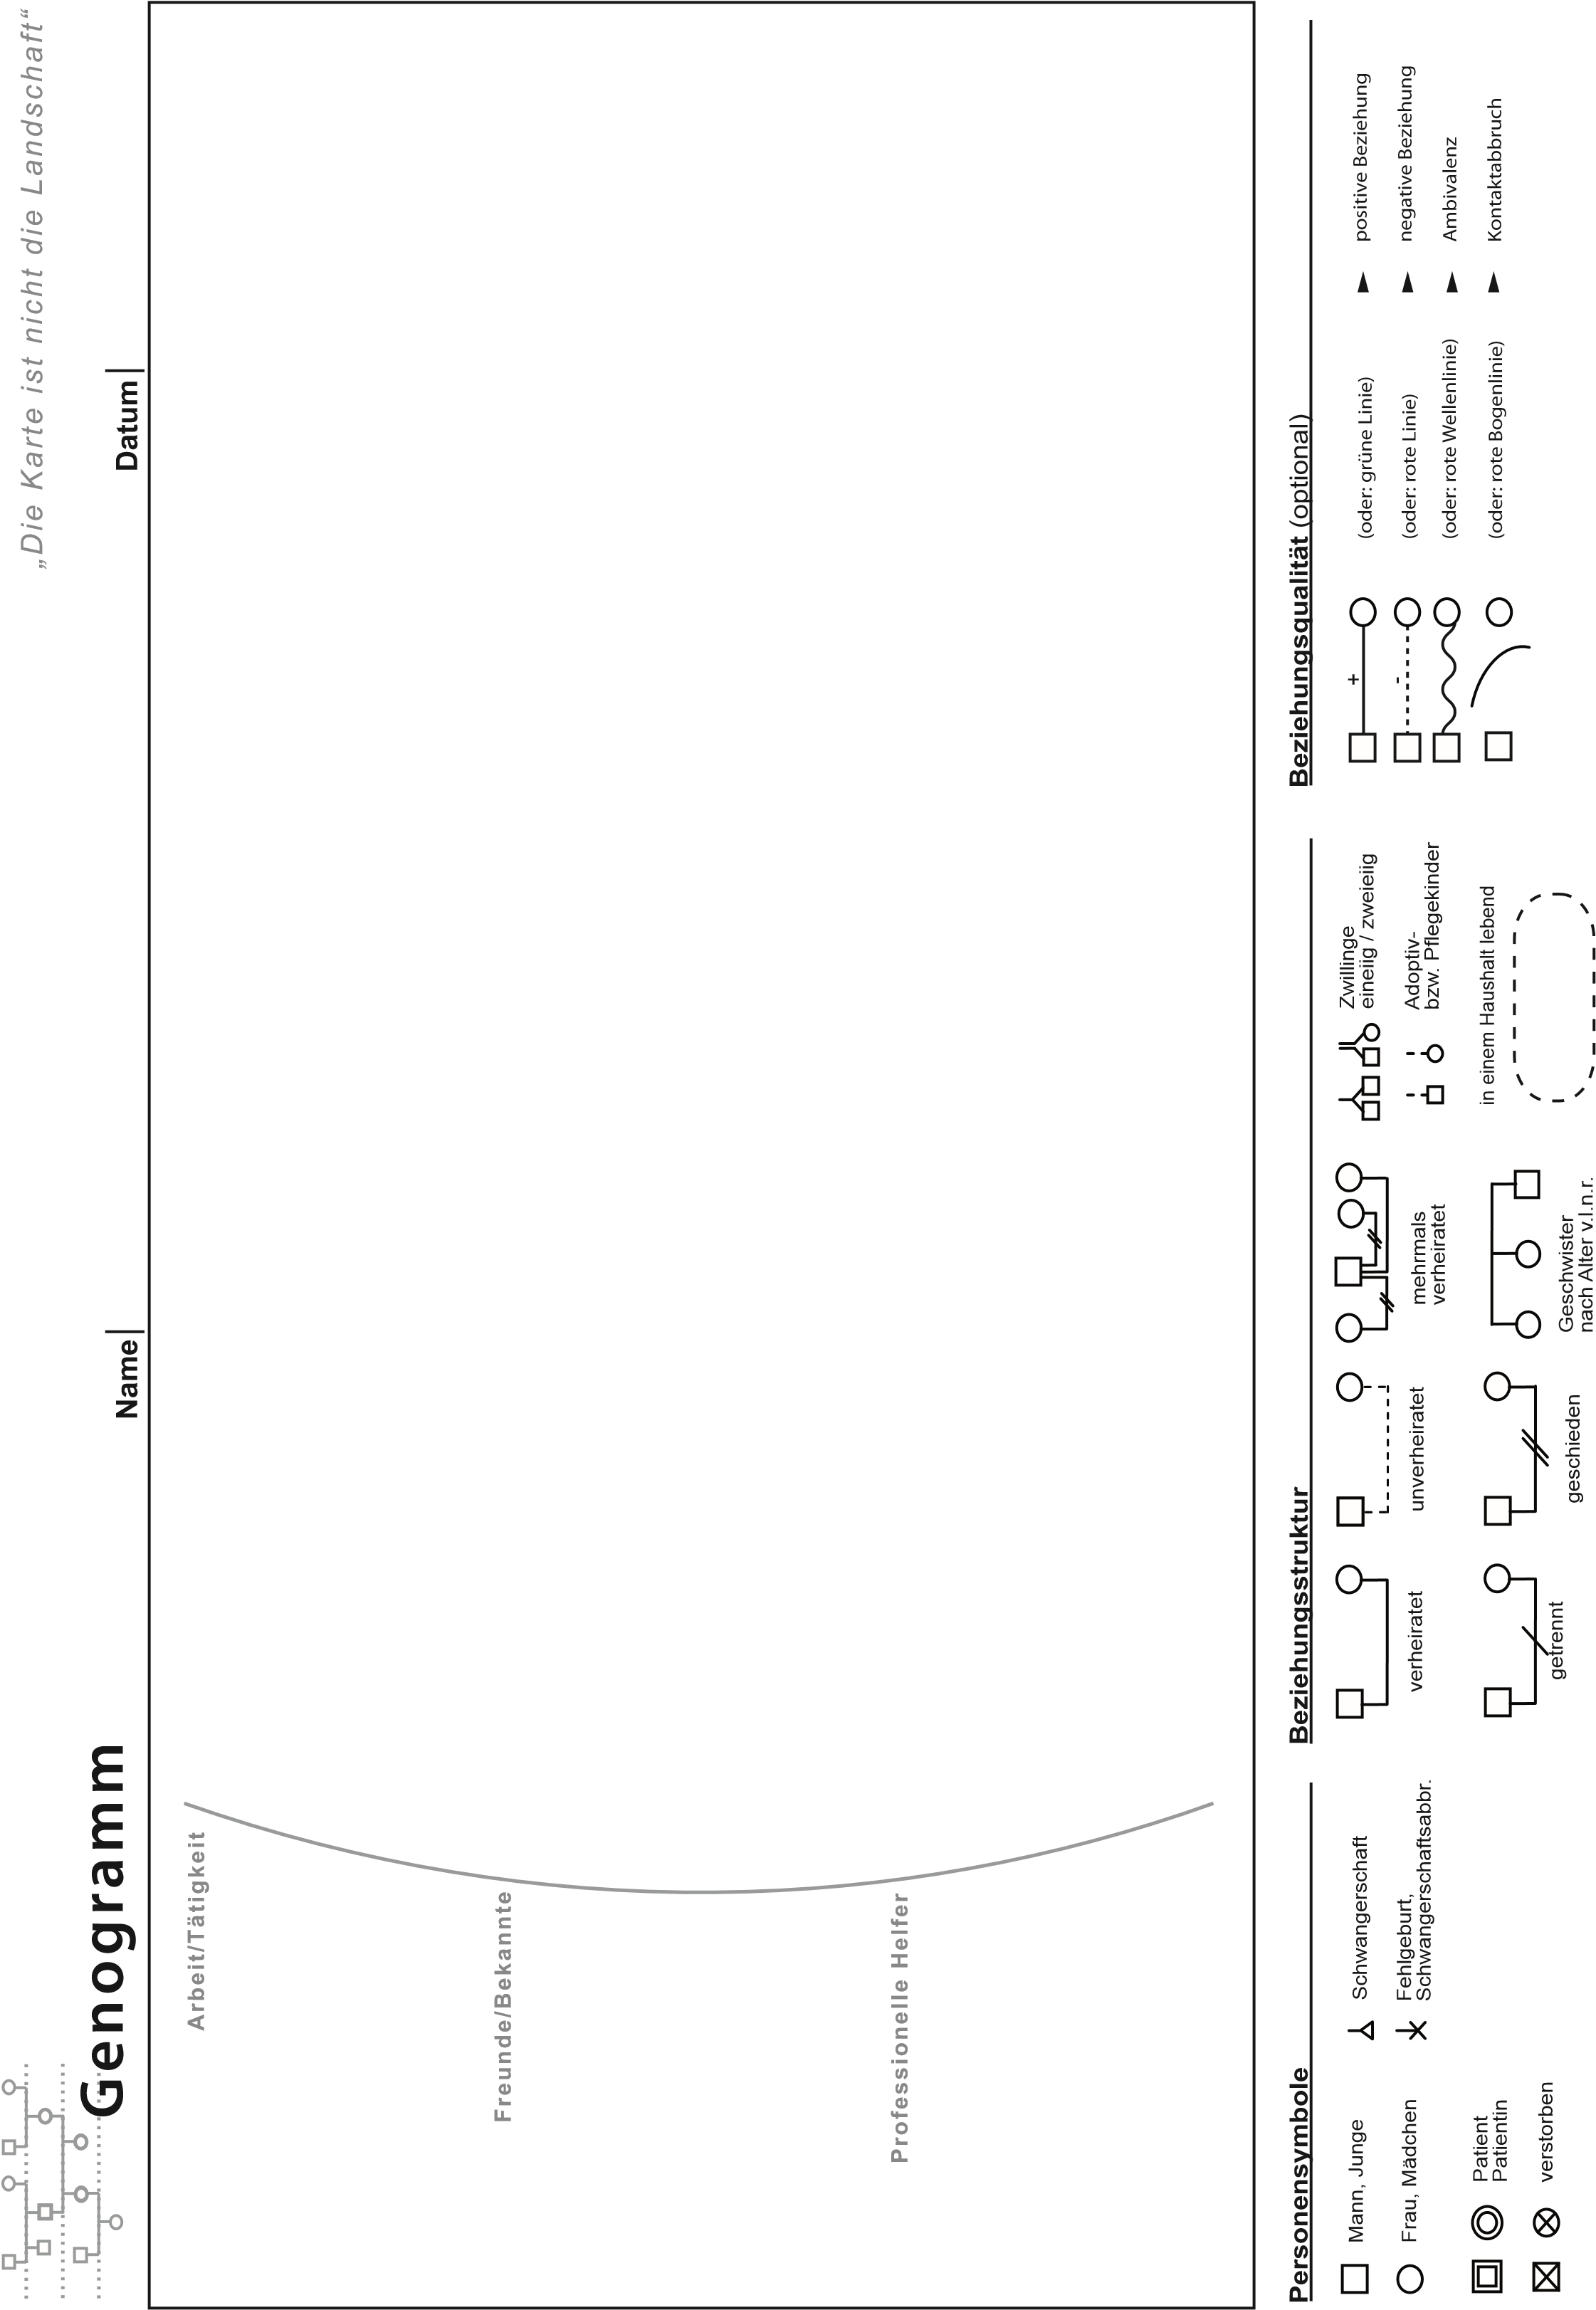 „Die Karte ist nicht die Landschaft“
Genogramm
Name
Datum
Arbeit/Tätigkeit
Freunde/Bekannte
Professionelle Helfer
Personensymbole
Mann, Junge
Frau, Mädchen
Patient
Patientin
verstorben
Schwangerschaft
Fehlgeburt,
Schwangerschaftsabbr.
Beziehungsstruktur
verheiratet
unverheiratet
mehrmals
verheiratet
getrennt
geschieden
Geschwister
nach Alter v.l.n.r.
Zwillinge
eineiig / zweieiig
Adoptiv-
bzw. Pflegekinder
in einem Haushalt lebend
Beziehungsqualität (optional)
+ (oder: grüne Linie) positive Beziehung
- (oder: rote Linie) negative Beziehung
(oder: rote Wellenlinie) Ambivalenz
(oder: rote Bogenlinie) Kontaktabbruch